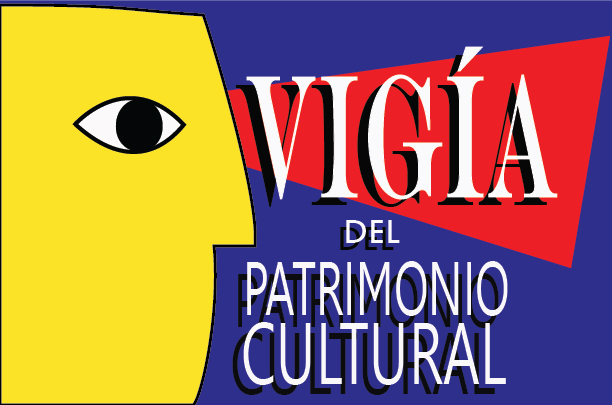 VIGÍA
DEL
PATRIMONIO
CULTURAL